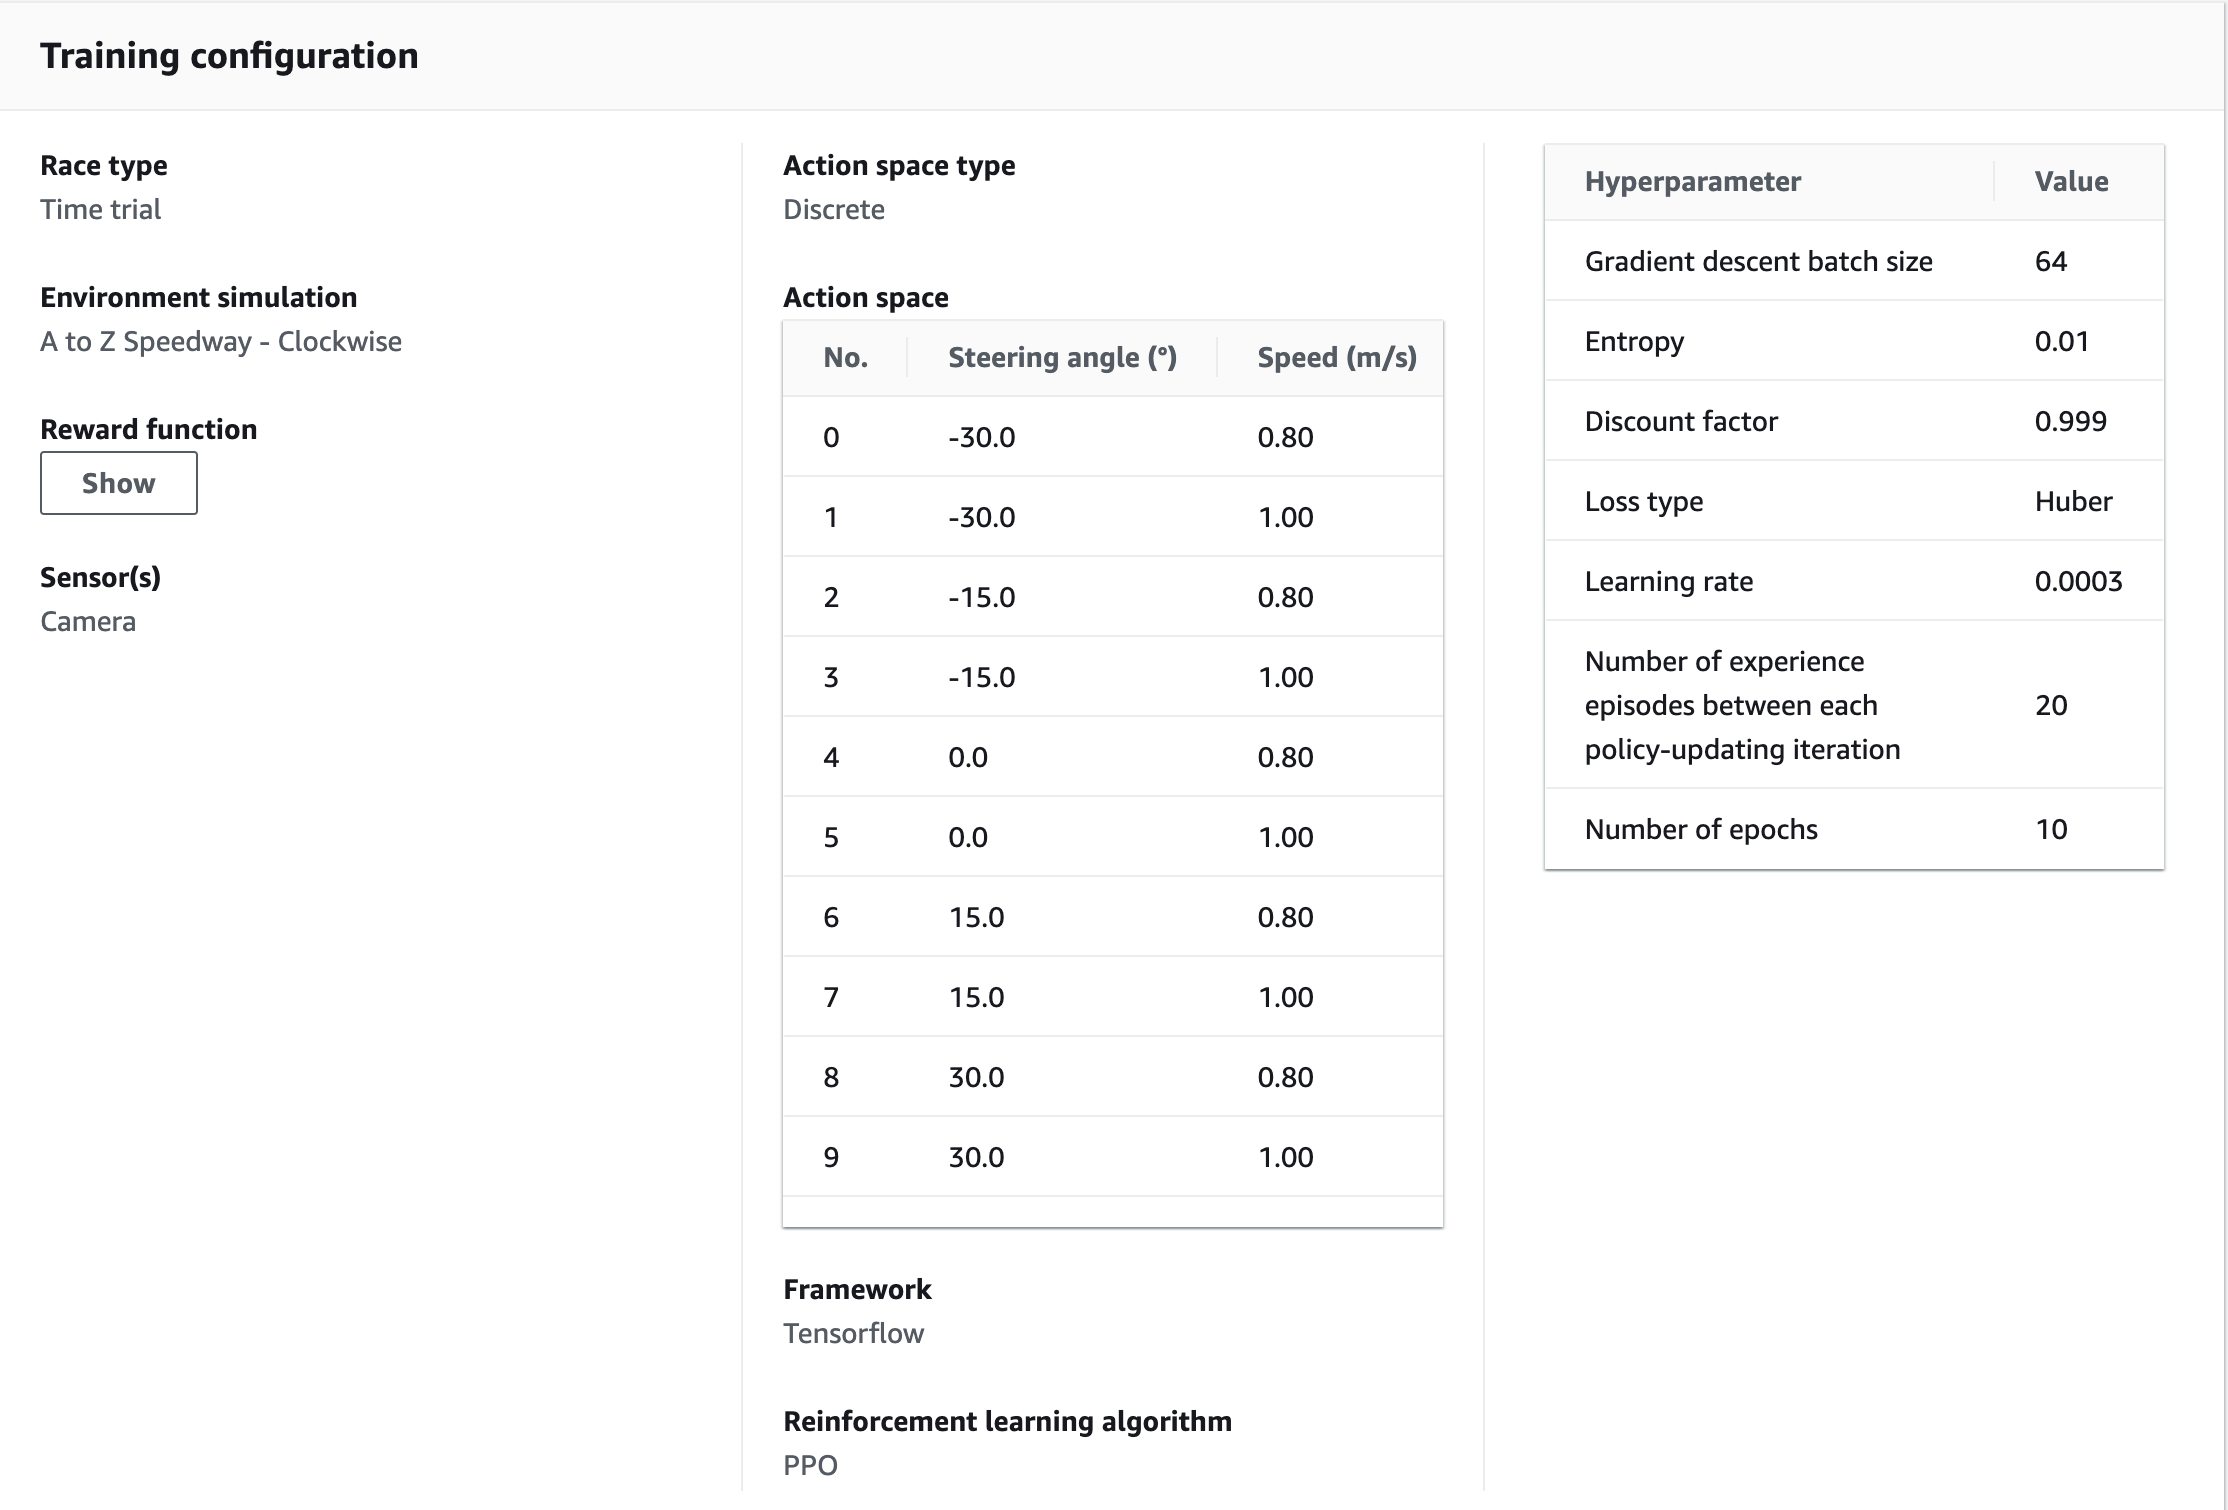 Training configuration
Race type
Time trial
Environment simulation
A to Z Speedway - Clockwise
Reward function
Show
Sensor(s)
Camera
Action space type
Discrete
Action space
No. Steering angle (°) Speed (m/s)
0 -30.0 0.80
1 -30.0 1.00
2 -15.0 0.80
3 -15.0 1.00
4 0.0 0.80
5 0.0 1.00
6 15.0 0.80
7 15.0 1.00
8 30.0 0.80
9 30.0 1.00
Framework
Tensorflow
Reinforcement learning algorithm
PPO
Hyperparameter Value
Gradient descent batch size 64
Entropy 0.01
Discount factor 0.999
Loss type Huber
Learning rate 0.0003
Number of experience
episodes between each 20
policy-updating iteration
Number of epochs 10